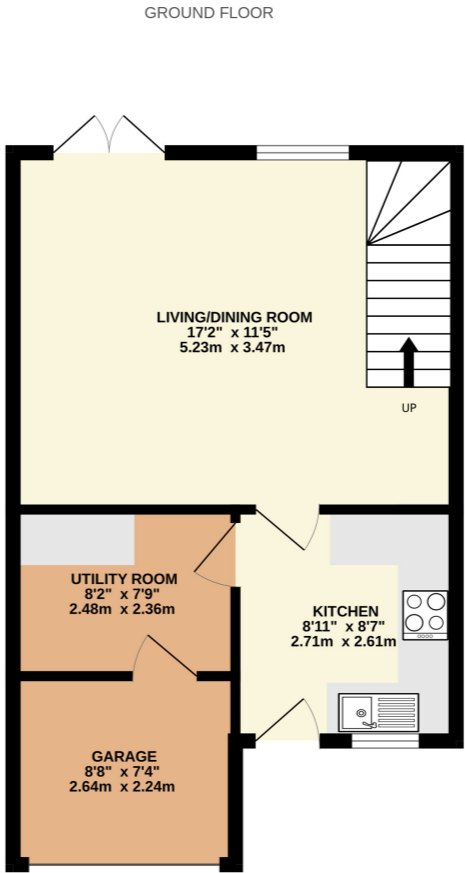 GROUND FLOOR
LIVING/DINING ROOM
17'2" x 11'5"
5.23m x 3.47m
UP
UTILITY ROOM
8'2" x 7'9"
2.48m x 2.36m
KITCHEN
8'11" x 8'7"
2.71m x 2.61m
GARAGE
8'8" x 7'4"
2.64m x 2.24m